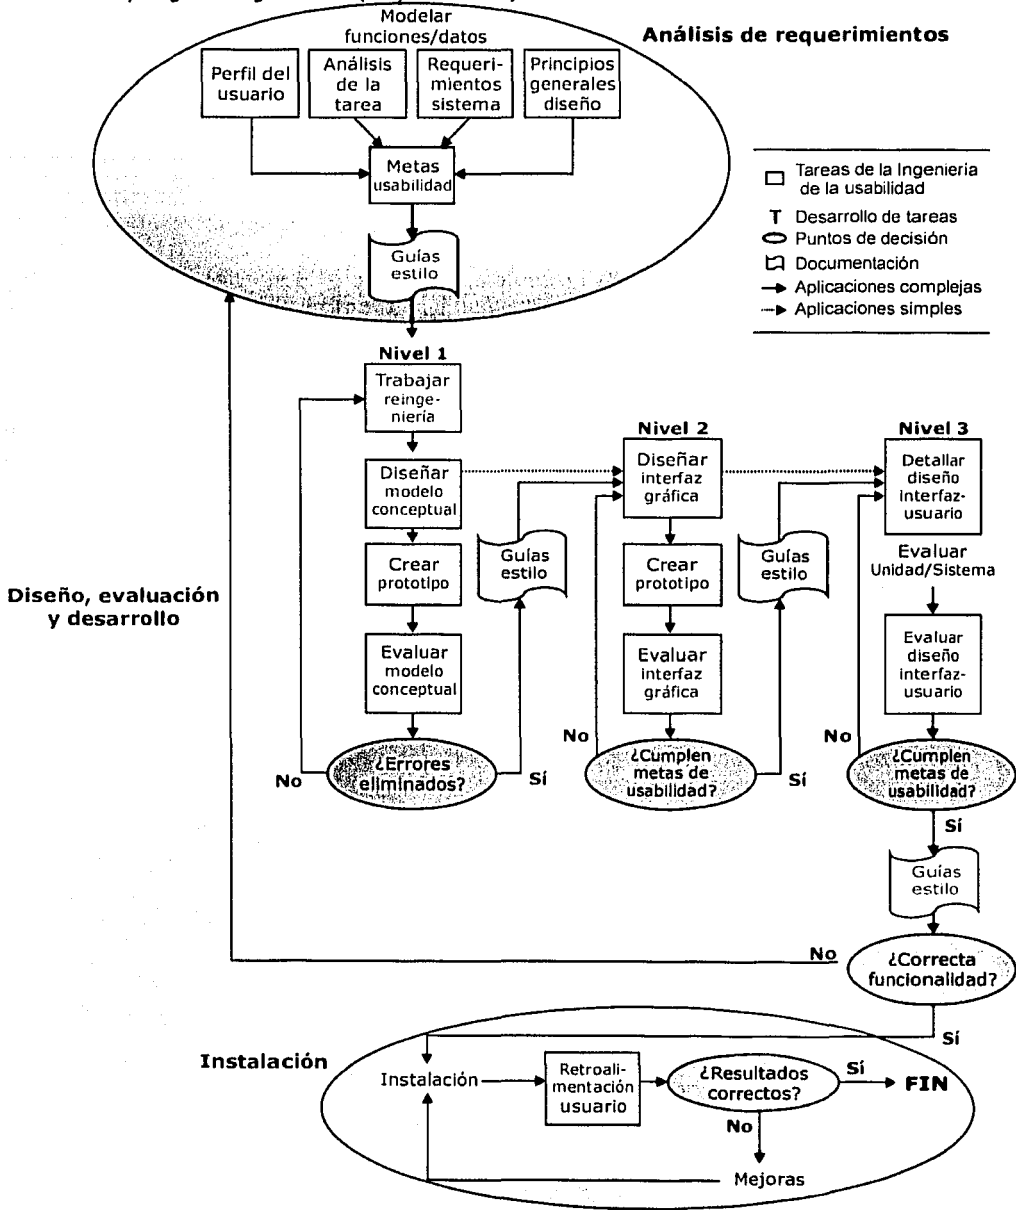 Modelar
funciones/datos
Análisis de requerimientos
Perfil del
usuario
Análisis
de la
tarea
Requeri-
mientos
sistema
Principios
generales
diseño
Metas
usabilidad
Guías
estilo
Tareas de la Ingeniería
de la usabilidad
T Desarrollo de tareas
Puntos de decisión
Documentación
Aplicaciones complejas
Aplicaciones simples
Nivel 1
Trabajar
reinge-
niería
Diseñar
modelo
conceptual
Crear
prototipo
Evaluar
modelo
conceptual
¿Errores
eliminados?
No
Sí
Guías
estilo
Nivel 2
Diseñar
interfaz
gráfica
Crear
prototipo
Evaluar
interfaz
gráfica
No
¿Cumplen
metas de
usabilidad?
Sí
Guías
estilo
Nivel 3
Detallar
diseño
interfaz-
usuario
Evaluar
Unidad/Sistema
Evaluar
diseño
interfaz-
usuario
No
¿Cumplen
metas de
usabilidad?
Sí
Guías
estilo
Diseño, evaluación
y desarrollo
No
¿Correcta
funcionalidad?
Sí
Instalación
Instalación
Retroali-
mentación
usuario
¿Resultados
correctos?
Sí
FIN
No
Mejoras